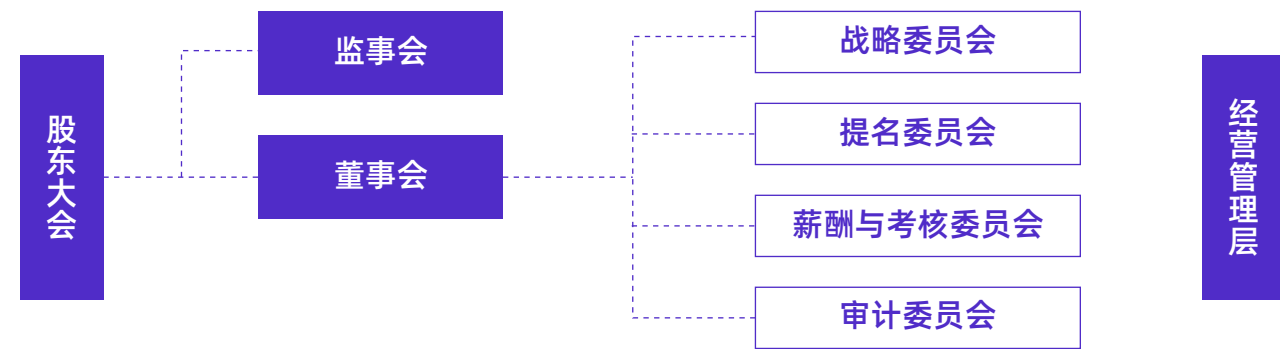 股东大会
监事会
董事会
战略委员会
提名委员会
薪酬与考核委员会
审计委员会
经营管理层